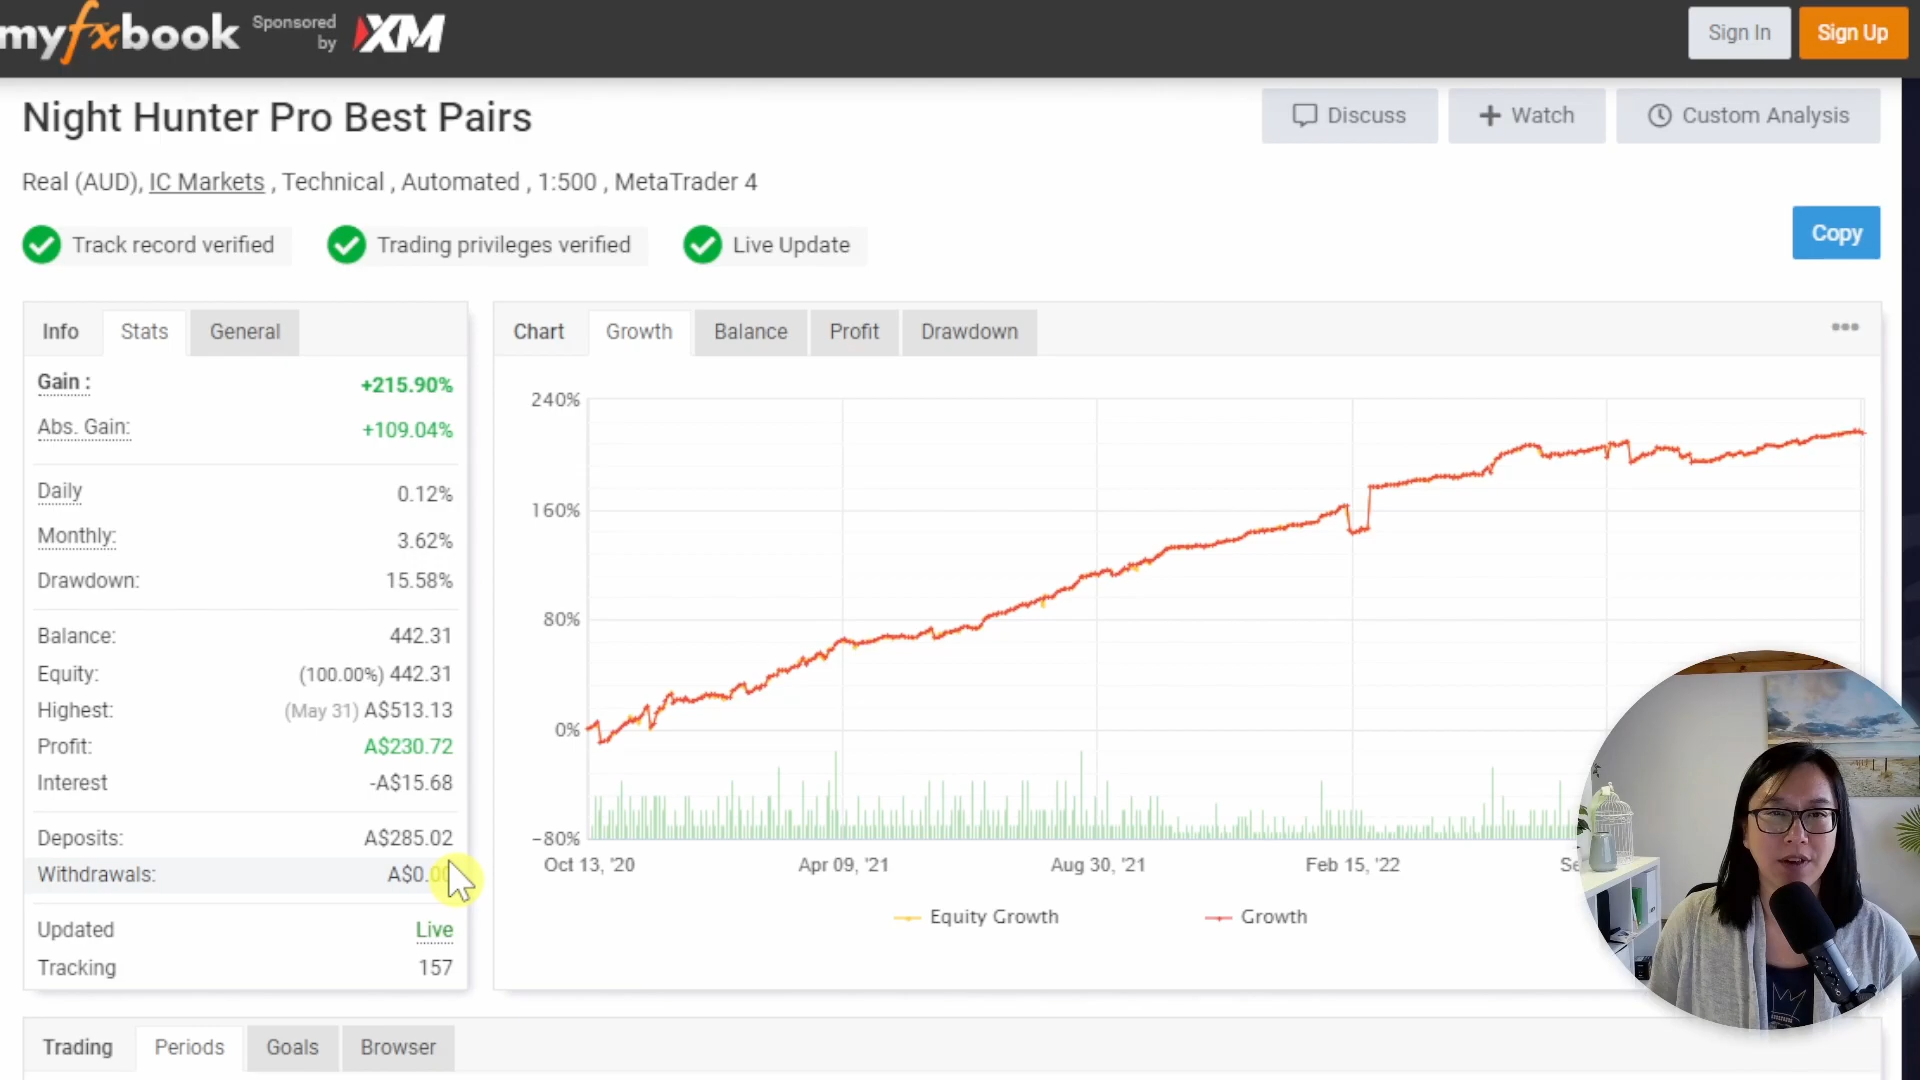 myfxbook Sponsored by XM
Sign In Sign Up
Night Hunter Pro Best Pairs
Discuss Watch Custom Analysis
Real (AUD), IC Markets , Technical , Automated , 1:500 , MetaTrader 4
Track record verified Trading privileges verified Live Update
Copy
Info Stats General
Gain : +215.90%
Abs. Gain: +109.04%
Daily 0.12%
Monthly: 3.62%
Drawdown: 15.58%
Balance: 442.31
Equity: (100.00%) 442.31
Highest: (May 31) A$513.13
Profit: A$230.72
Interest -A$15.68
Deposits: A$285.02
Withdrawals:
Updated Live
Tracking 157
Chart Growth Balance Profit Drawdown
240%
160%
80%
0%
-80%
Oct 13, '20 Apr 09, '21 Aug 30, '21 Feb 15, '22
Equity Growth Growth
Trading Periods Goals Browser